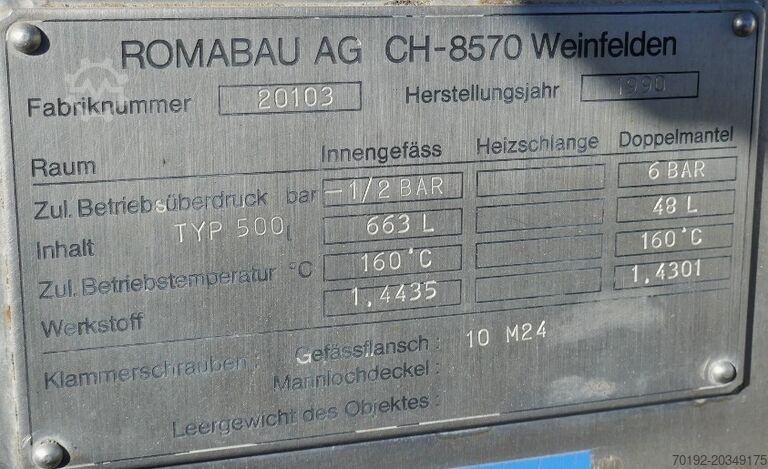 ROMABAU AG CH-8570 Weinfelden
Fabriknummer 20103 Herstellungsjahr 1990
Raum Innengefäss Heizschlange Doppelmantel
Zul. Betriebsüberdruck bar -1/2 BAR 6 BAR
Inhalt TYP 500 l 663 L 48 L
Zul. Betriebstemperatur °C 160°C 160°C
Werkstoff 1,4435 1,4301
Klammerschrauben: Gefässflansch: 10 M24
Mannlochdeckel:
Leergewicht des Objektes:
70192-20349175